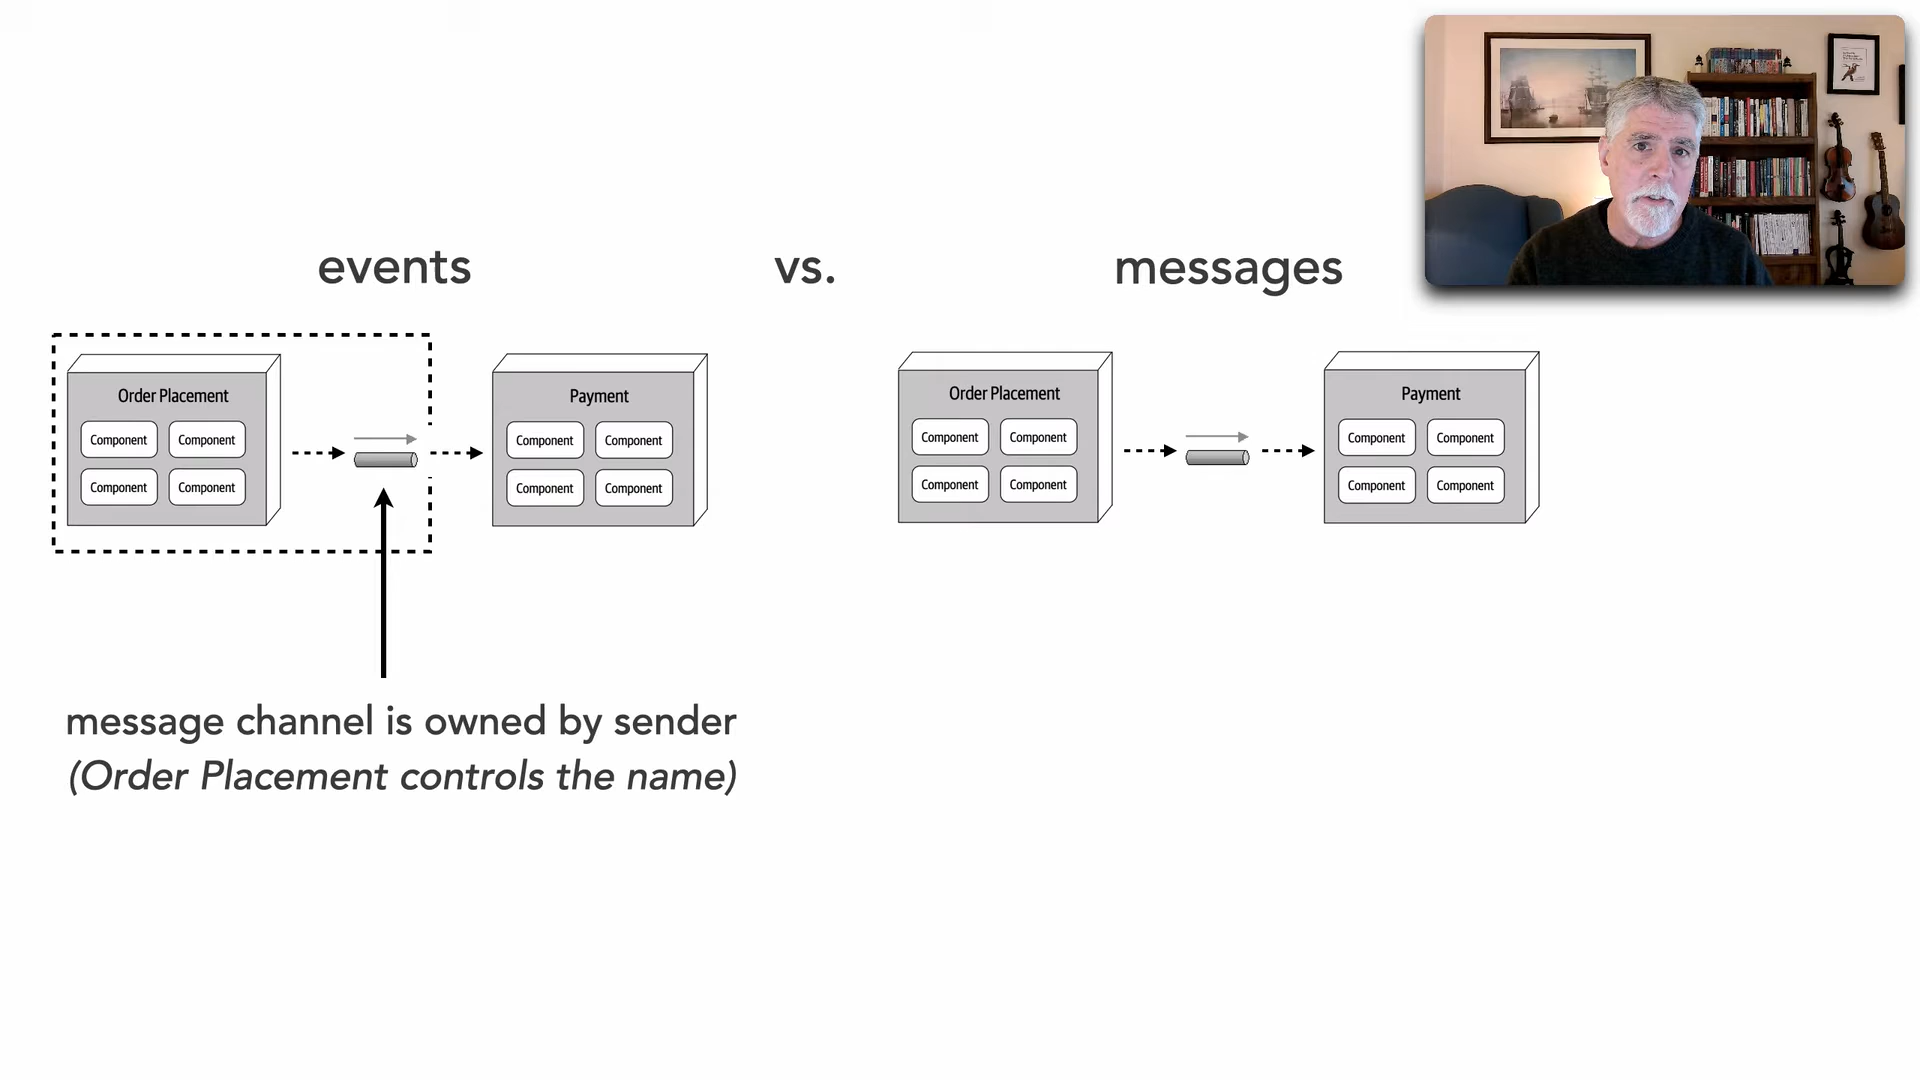 events vs. messages
Order Placement
Component Component
Component Component
Payment
Component Component
Component Component
Order Placement
Component Component
Component Component
Payment
Component Component
Component Component
message channel is owned by sender
(Order Placement controls the name)